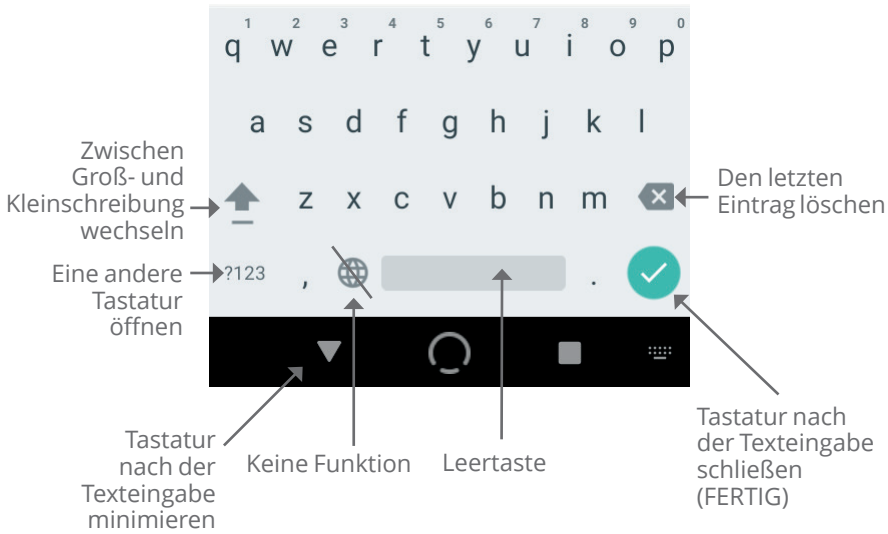 1 2 3 4 5 6 7 8 9 0
q w e r t y u i o p
a s d f g h j k l
Zwischen
Groß- und
Kleinschreibung
wechseln
z x c v b n m
Den letzten
Eintrag löschen
Eine andere
Tastatur
öffnen
?123 , .
Tastatur
nach der
Texteingabe
minimieren
Keine Funktion
Leertaste
Tastatur nach
der Texteingabe
schließen
(FERTIG)